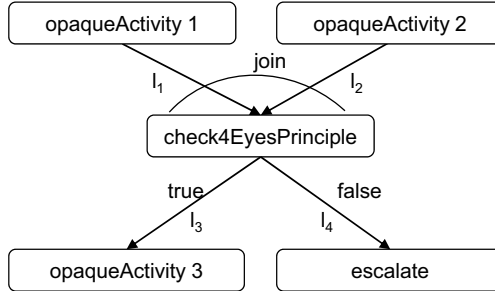 opaqueActivity 1
opaqueActivity 2
join
l1
l2
check4EyesPrinciple
true
false
l3
l4
opaqueActivity 3
escalate